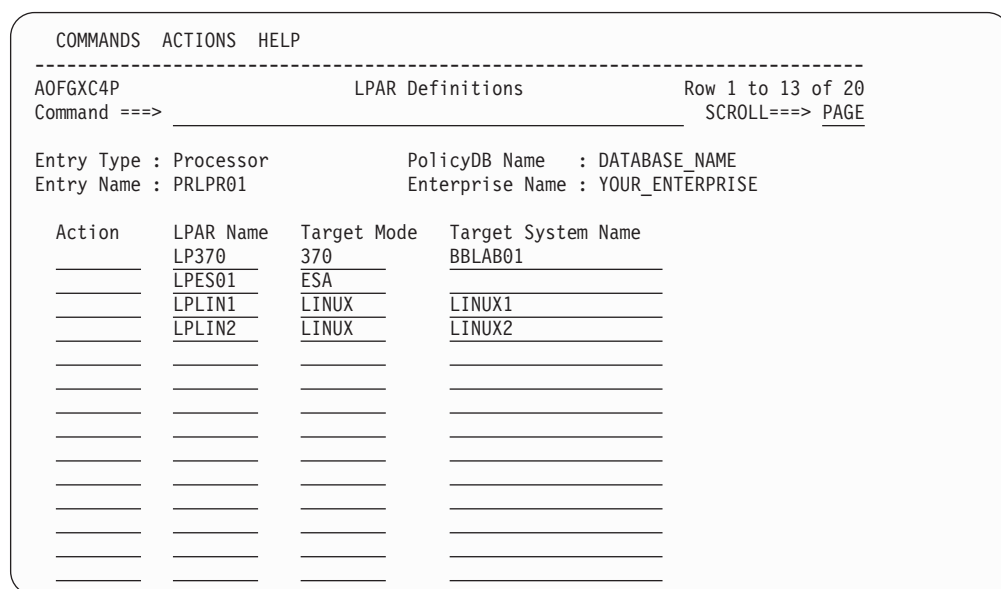 COMMANDS ACTIONS HELP
-------------------------------------------------------------------------------
AOFGXC4P LPAR Definitions Row 1 to 13 of 20
Command ===> SCROLL===> PAGE
Entry Type : Processor PolicyDB Name : DATABASE_NAME
Entry Name : PRLPR01 Enterprise Name : YOUR_ENTERPRISE
Action LPAR Name Target Mode Target System Name
LP370 370 BBLAB01
LPES01 ESA
LPLIN1 LINUX LINUX1
LPLIN2 LINUX LINUX2